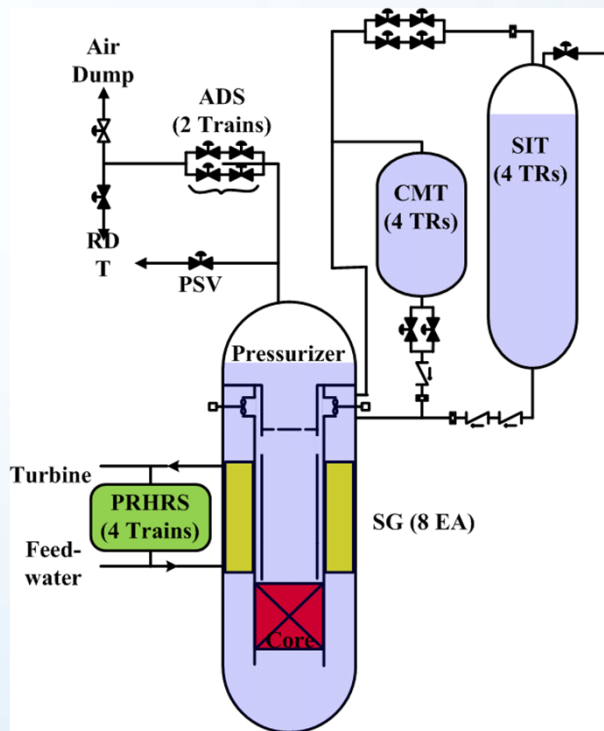 Air
Dump
ADS
(2 Trains)
SIT
(4 TRs)
CMT
(4 TRs)
RD
T
PSV
Pressurizer
Turbine
PRHRS
(4 Trains)
SG (8 EA)
Feed-
water
Core